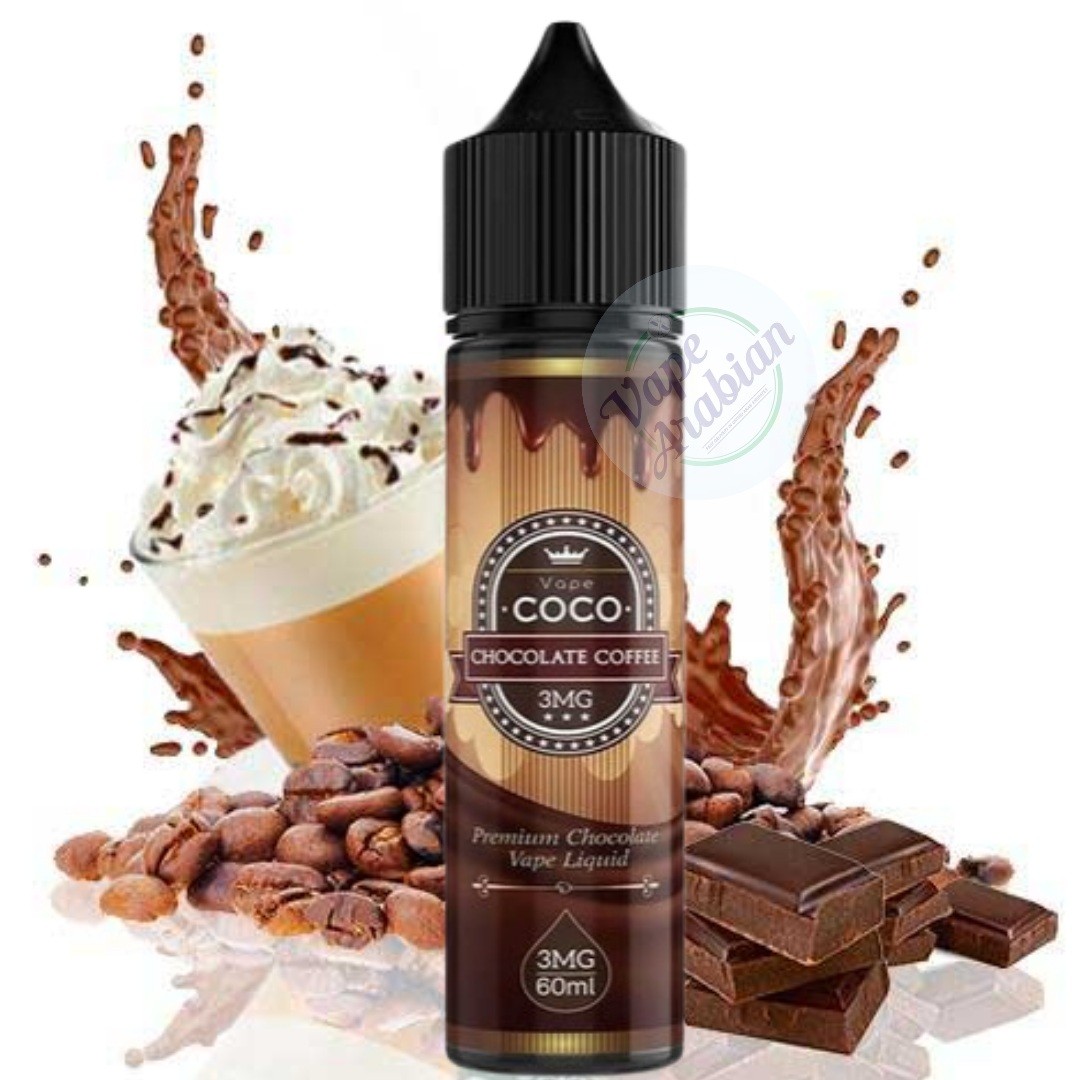 Vape
Arabian
Vape
COCO
CHOCOLATE COFFEE
3MG
Premium Chocolate
Vape Liquid
3MG
60ml